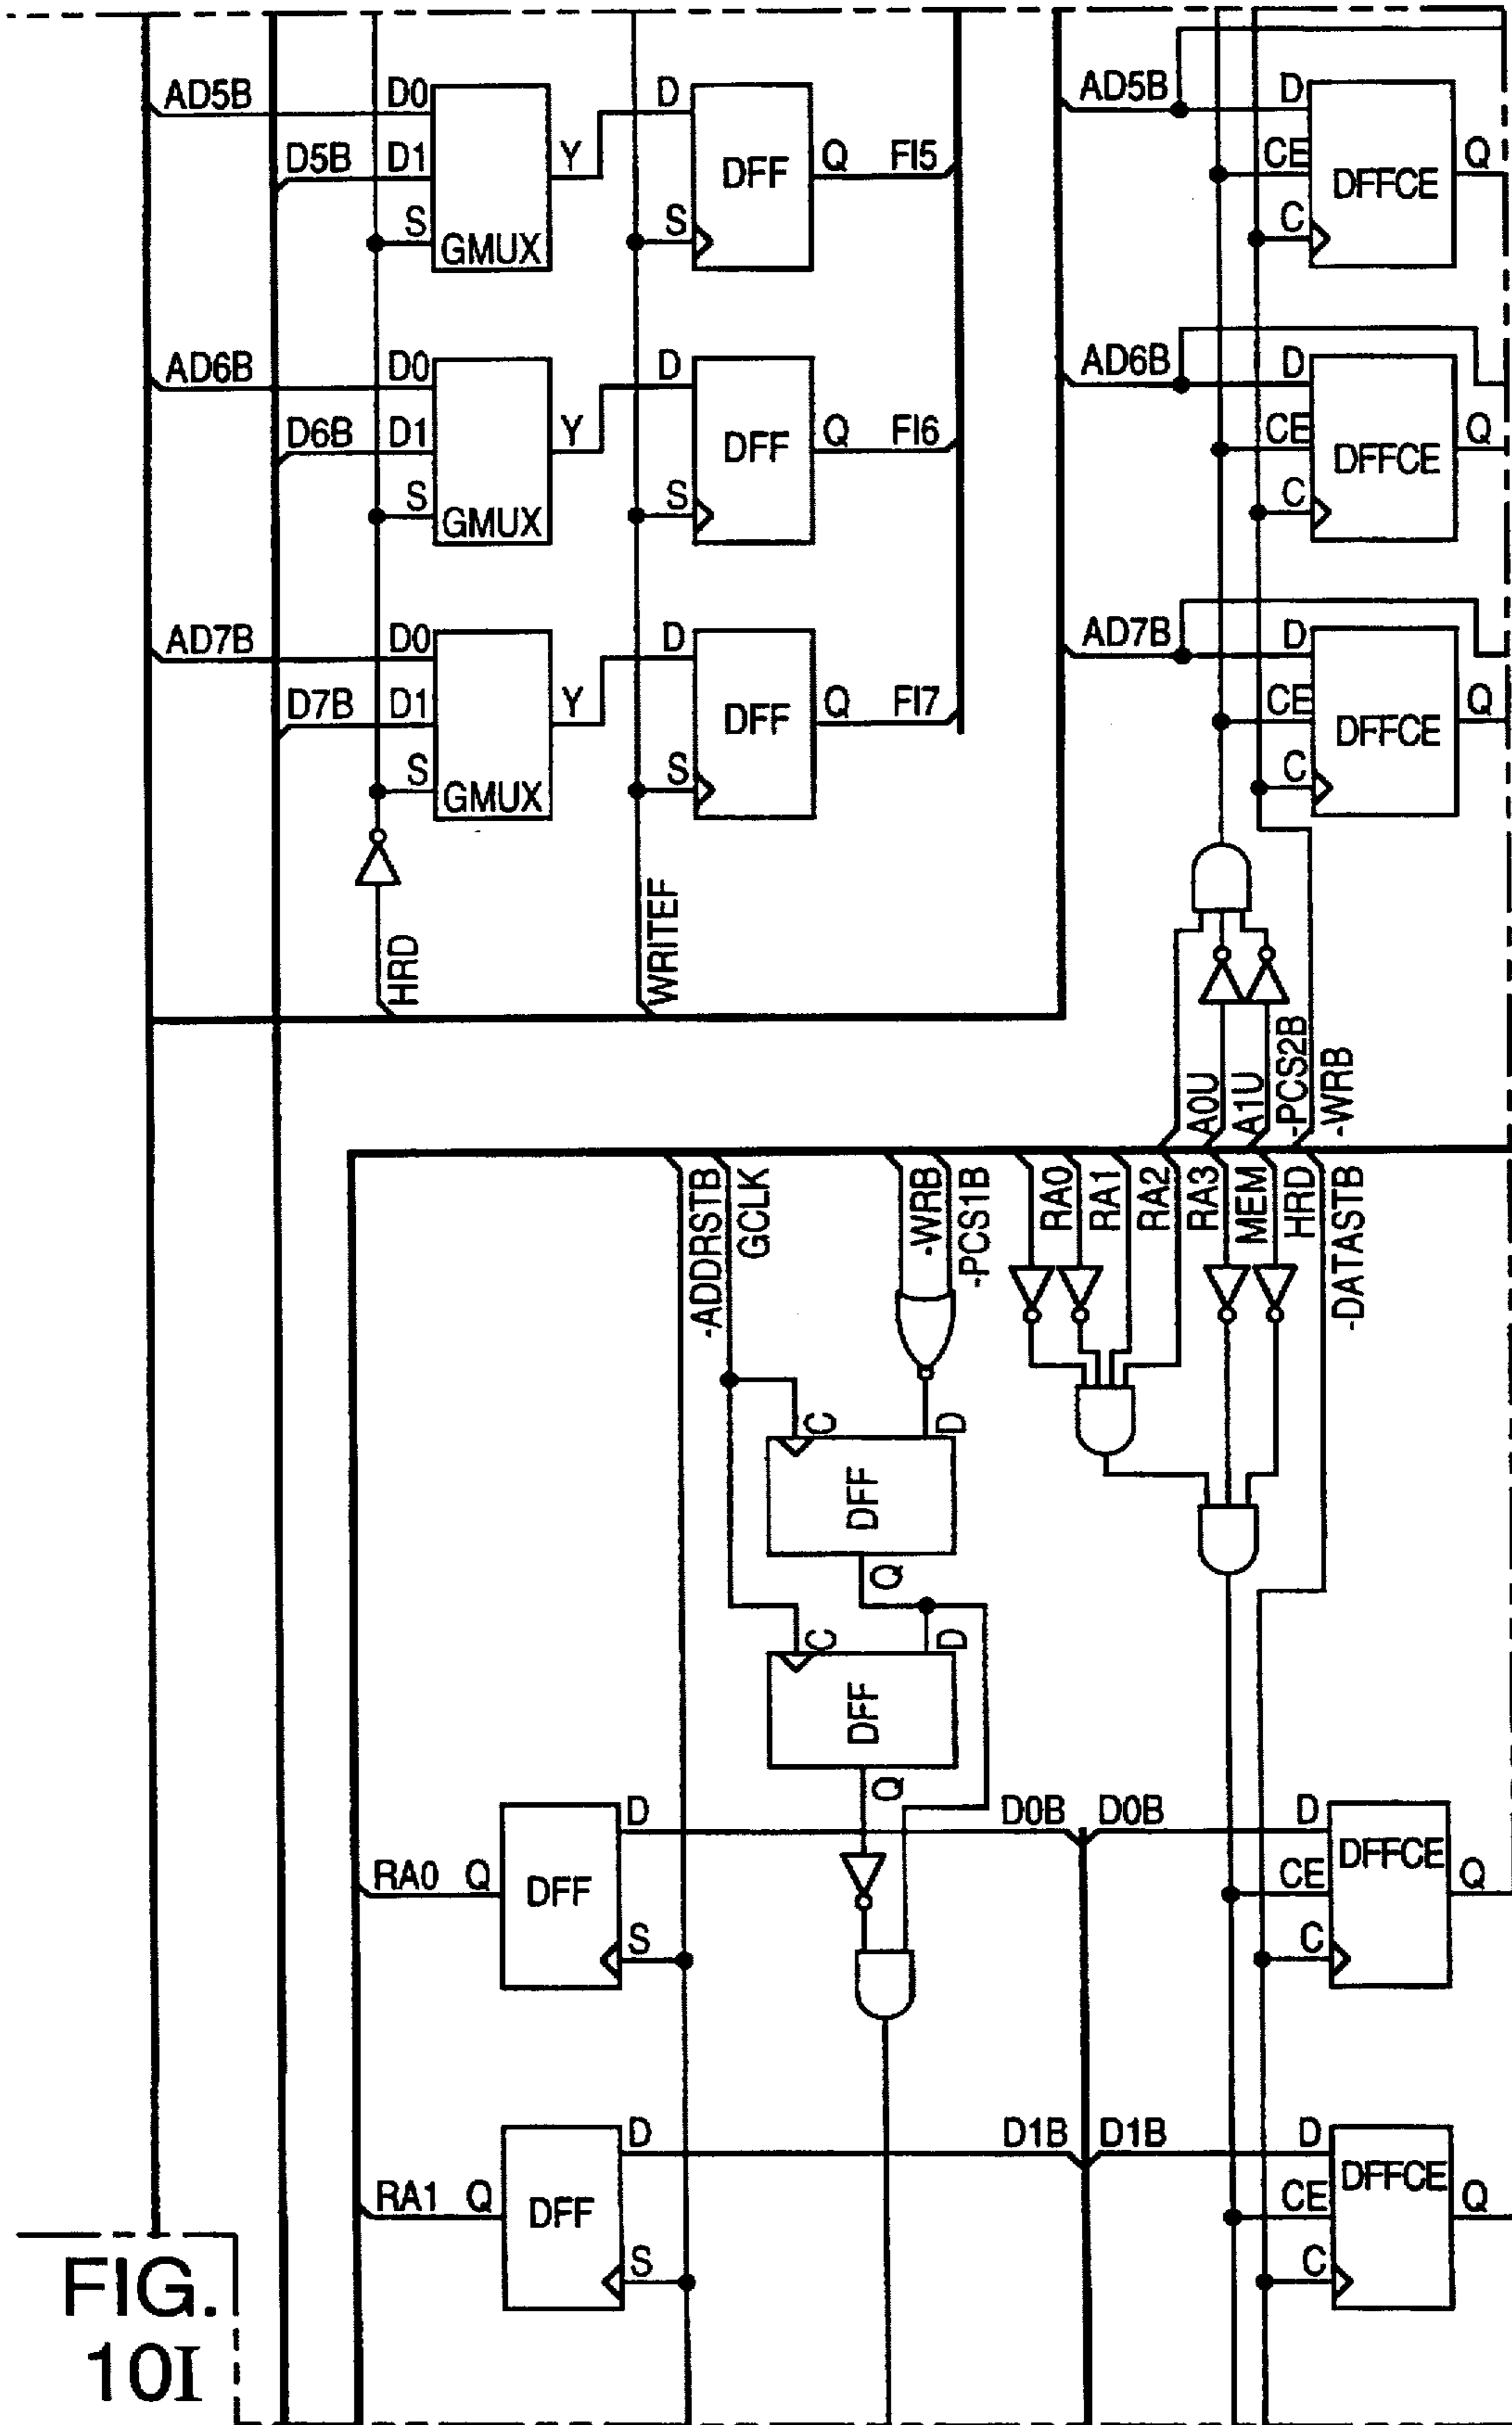 AD5B D0
D5B D1 Y
S
GMUX
D
DFF Q FI5
S
AD5B D
CE Q
DFFCE
C
AD6B D0
D6B D1 Y
S
GMUX
D
DFF Q FI6
S
AD6B D
CE Q
DFFCE
C
AD7B D0
D7B D1 Y
S
GMUX
D
DFF Q FI7
S
AD7B D
CE Q
DFFCE
C
HRD
WRITEF
A0U
A1U
-PCS2B
-WRB
-ADDRSTB
GCLK
-WRB
-PCS1B
RA0
RA1
RA2
RA3
MEM
HRD
-DATASTB
C
D
DFF
Q
C
D
DFF
Q
D
RA0 Q DFF
S
D0B D0B D
DFFCE
CE Q
C
D
RA1 Q DFF
S
D1B D1B D
DFFCE
CE Q
C
FIG.
10I